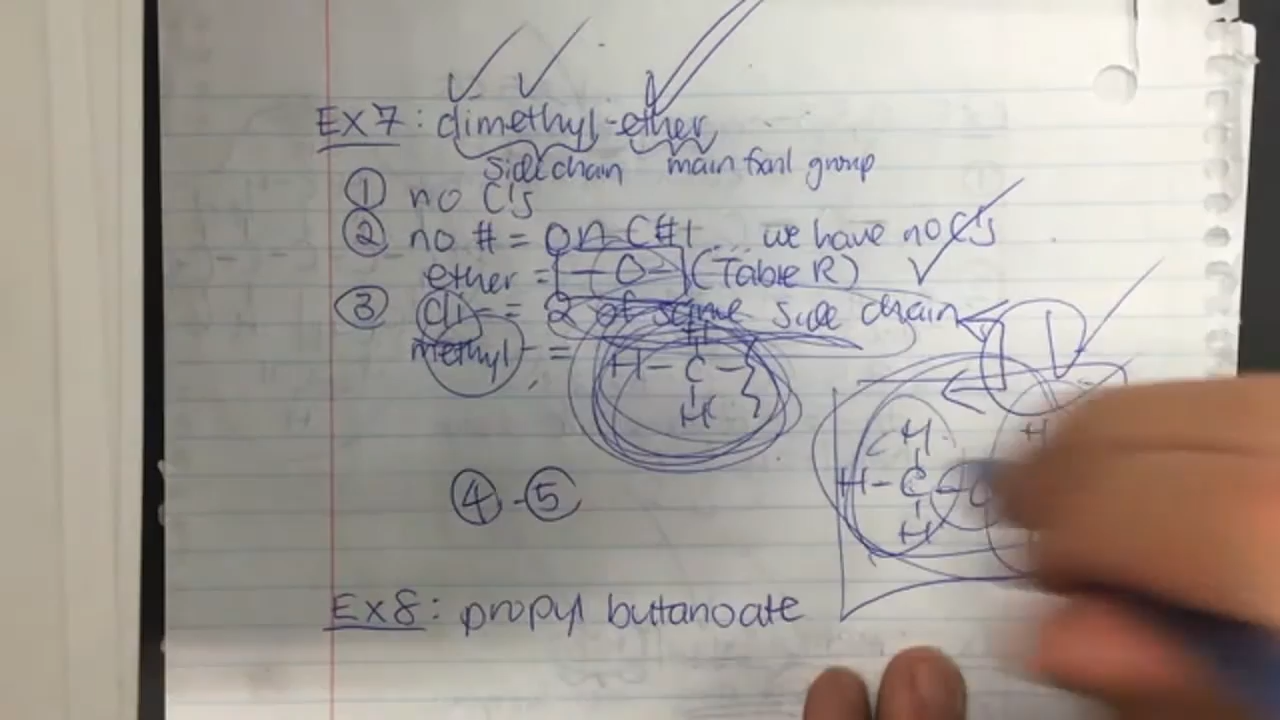 Ex 7: dimethyl-ether
side chain main fxnl group
① no C's
② no # = on C#1 ... we have no C's
ether = -O- (Table R)
③ di- = 2 of same side chain
methyl- =
H
H-C-
H
H
H-C-
H
H
④-⑤
Ex 8: propyl butanoate